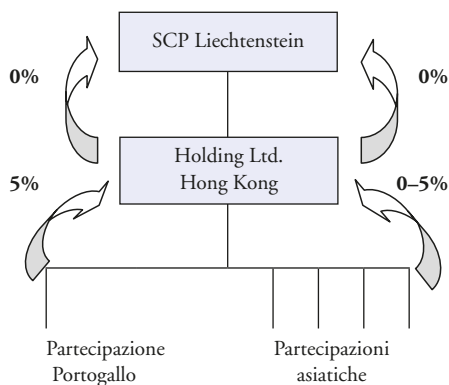 SCP Liechtenstein
0%
0%
Holding Ltd.
Hong Kong
5%
0–5%
Partecipazione
Portogallo
Partecipazioni
asiatiche